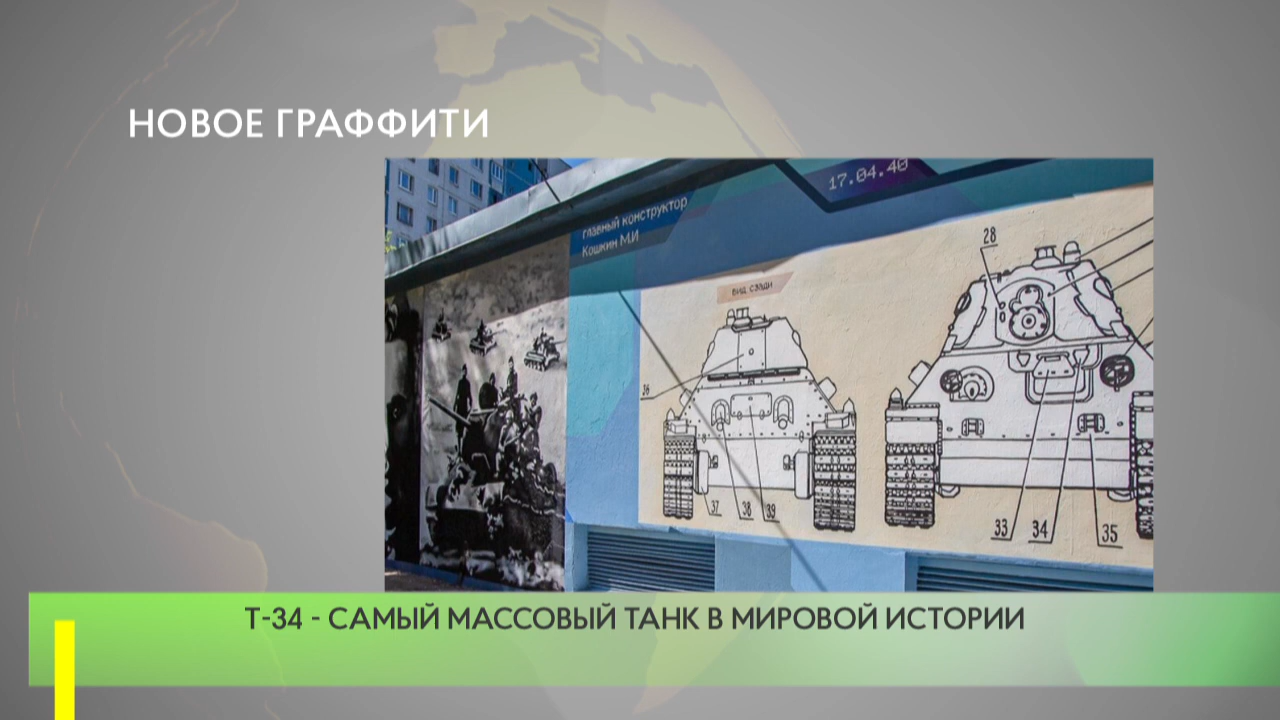 НОВОЕ ГРАФФИТИ
17.04.40
главный конструктор
Кошкин М.И
вид сзади
28
36
37
38
39
33
34
35
Т-34 - САМЫЙ МАССОВЫЙ ТАНК В МИРОВОЙ ИСТОРИИ